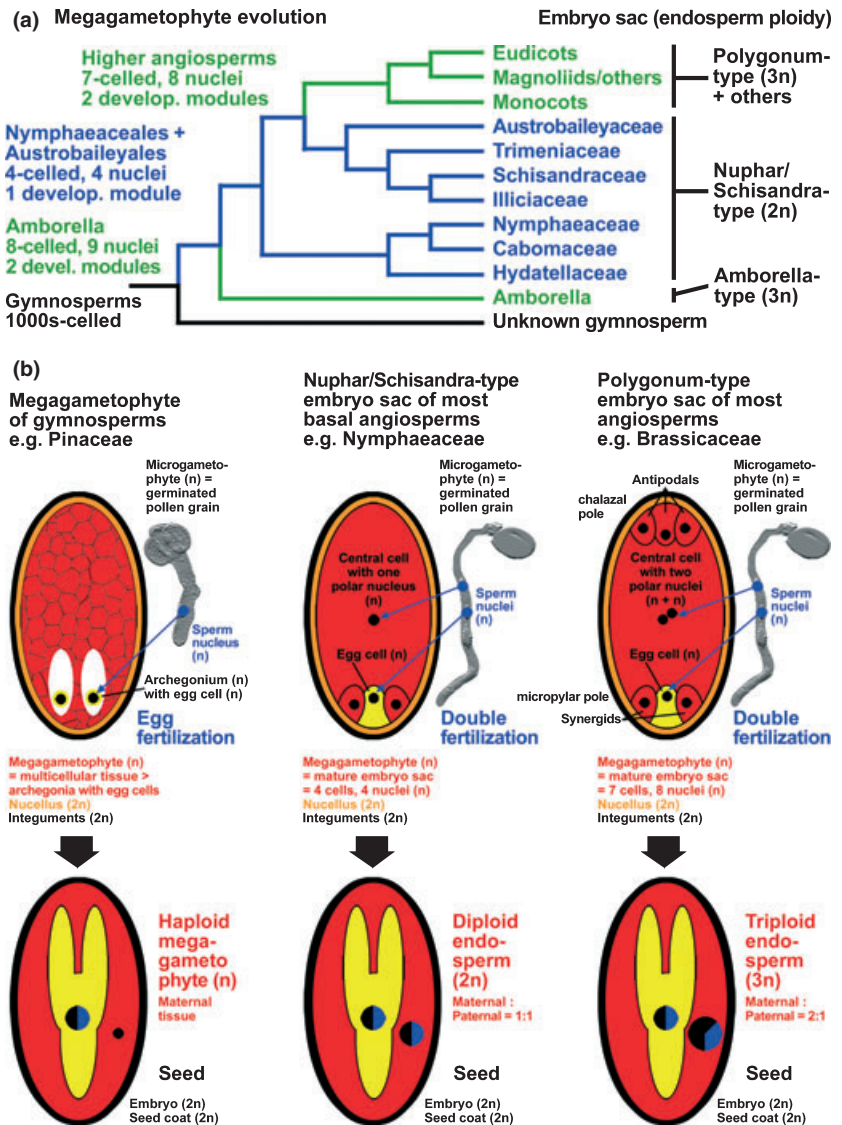 (a) Megagametophyte evolution
Embryo sac (endosperm ploidy)
Higher angiosperms
7-celled, 8 nuclei
2 develop. modules
Nymphaeaceales +
Austrobaileyales
4-celled, 4 nuclei
1 develop. module
Amborella
8-celled, 9 nuclei
2 devel. modules
Gymnosperms
1000s-celled
Eudicots
Magnoliids/others
Monocots
Austrobaileyaceae
Trimeniaceae
Schisandraceae
Illiciaceae
Nymphaeaceae
Cabomaceae
Hydatellaceae
Amborella
Unknown gymnosperm
Polygonum-
type (3n)
+ others
Nuphar/
Schisandra-
type (2n)
Amborella-
type (3n)
(b)
Megagametophyte
of gymnosperms
e.g. Pinaceae
Microgameto-
phyte (n) =
germinated
pollen grain
Sperm
nucleus
(n)
Archegonium (n)
with egg cell (n)
Egg
fertilization
Megagametophyte (n)
= multicellular tissue >
archegonia with egg cells
Nucellus (2n)
Integuments (2n)
Haploid
mega-
gameto
phyte (n)
Maternal
tissue
Seed
Embryo (2n)
Seed coat (2n)
Nuphar/Schisandra-type
embryo sac of most
basal angiosperms
e.g. Nymphaeaceae
Microgameto-
phyte (n) =
germinated
pollen grain
Central cell
with one
polar nucleus
(n)
Sperm
nuclei
(n)
Egg cell (n)
Double
fertilization
Megagametophyte (n)
= mature embryo sac
= 4 cells, 4 nuclei (n)
Nucellus (2n)
Integuments (2n)
Diploid
endo-
sperm
(2n)
Maternal :
Paternal = 1:1
Seed
Embryo (2n)
Seed coat (2n)
Polygonum-type
embryo sac of most
angiosperms
e.g. Brassicaceae
Antipodals
chalazal
pole
Microgameto-
phyte (n) =
germinated
pollen grain
Central cell
with two
polar nuclei
(n + n)
Sperm
nuclei
(n)
Egg cell (n)
micropylar pole
Synergids
Double
fertilization
Megagametophyte (n)
= mature embryo sac
= 7 cells, 8 nuclei (n)
Nucellus (2n)
Integuments (2n)
Triploid
endo-
sperm
(3n)
Maternal :
Paternal = 2:1
Seed
Embryo (2n)
Seed coat (2n)